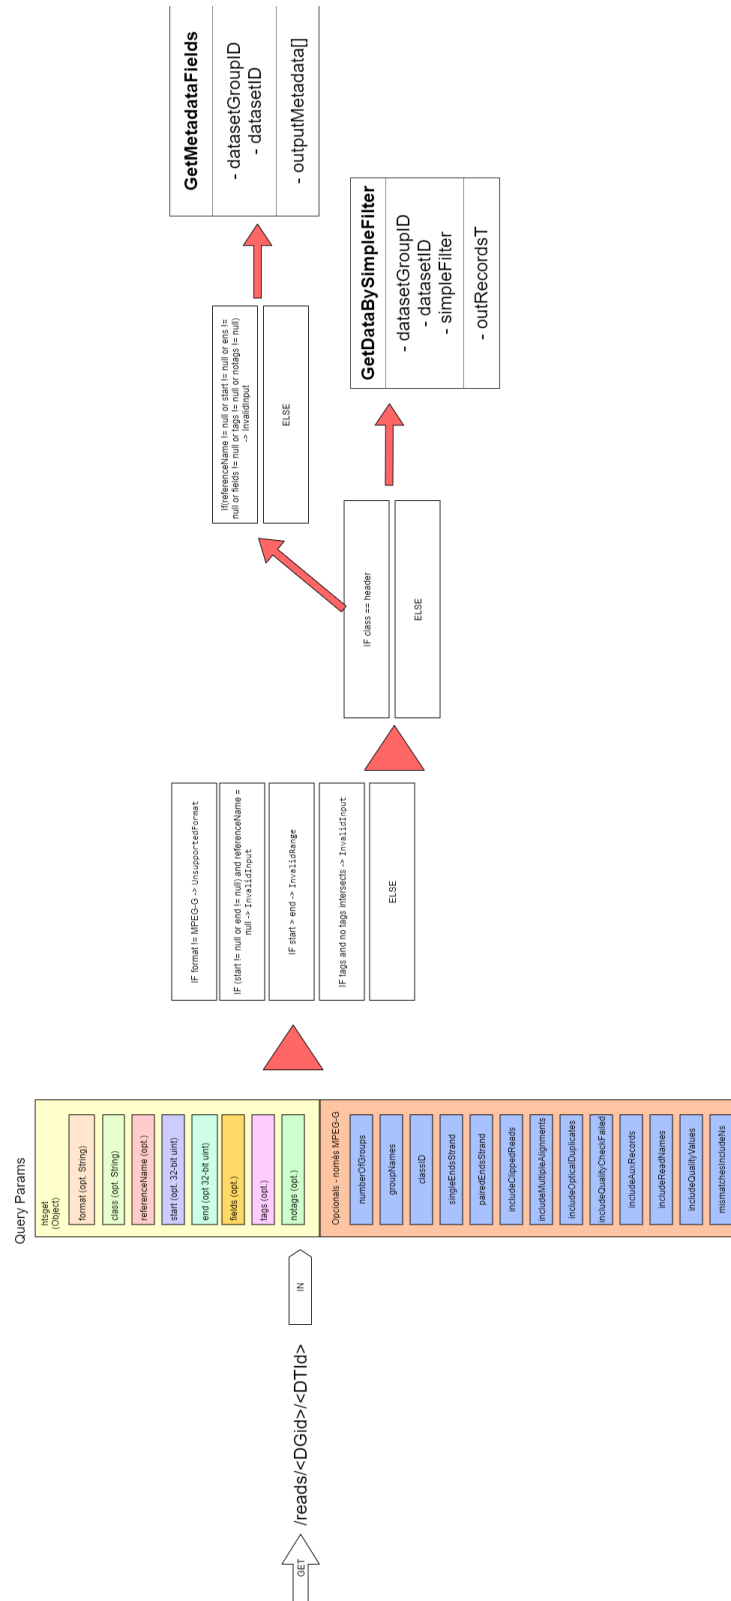 GET
/reads/<DGid>/<DTId>
IN
Query Params
htsget
(Object)
format (opt. String)
class (opt. String)
referenceName (opt.)
start (opt. 32-bit uint)
end (opt 32-bit uint)
fields (opt.)
tags (opt.)
notags (opt.)
Opcionals - només MPEG-G
numberOfGroups
groupNames
classID
singleEndsStrand
pairedEndsStrand
includeClippedReads
includeMultipleAlignments
includeOpticalDuplicates
includeQualityCheckFailed
includeAuxRecords
includeReadNames
includeQualityValues
mismatchesIncludeNs
IF format != MPEG-G -> UnsupportedFormat
IF (start != null or end != null) and referenceName =
null -> InvalidInput
IF start > end -> InvalidRange
IF tags and no tags intersects -> InvalidInput
ELSE
IF class == header
ELSE
If(referenceName != null or start != null or ens !=
null or fields != null or tags != null or notags != null)
-> InvalidInput
ELSE
GetMetadataFields
- datasetGroupID
- datasetID
- outputMetadata[]
GetDataBySimpleFilter
- datasetGroupID
- datasetID
- simpleFilter
- outRecordsT